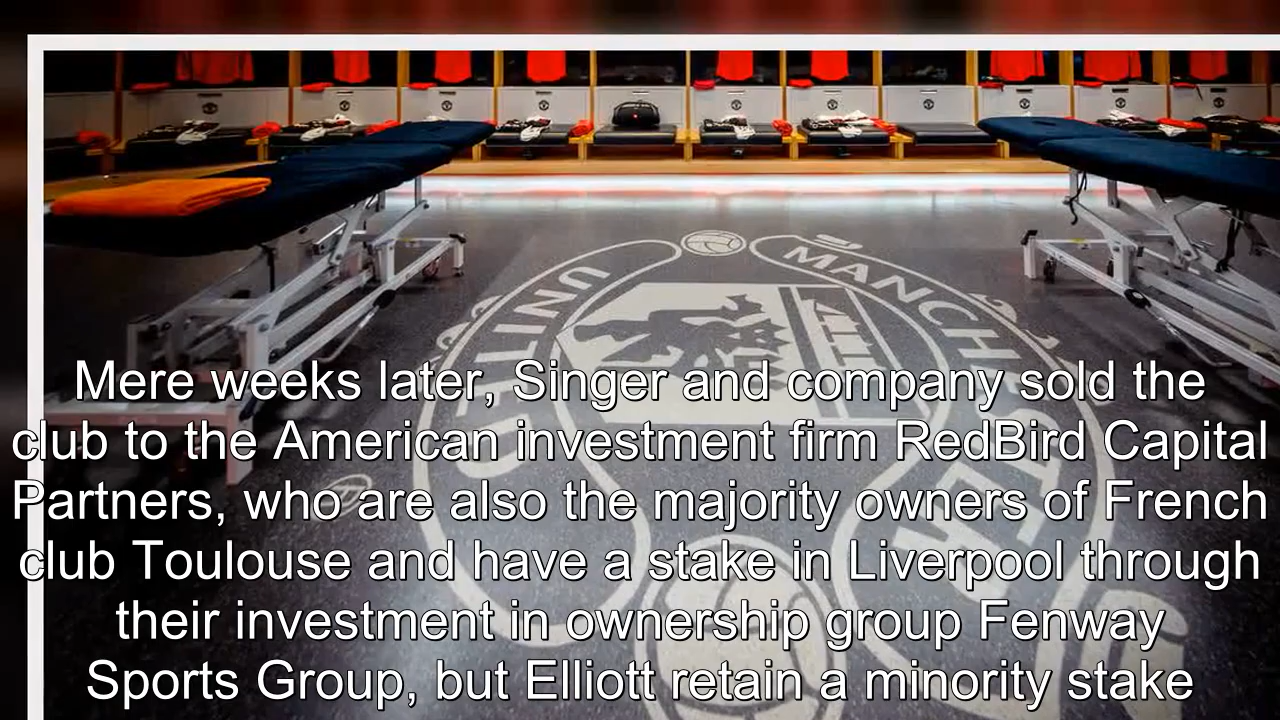 UNITED
MANCHESTER
Mere weeks later, Singer and company sold the
club to the American investment firm RedBird Capital
Partners, who are also the majority owners of French
club Toulouse and have a stake in Liverpool through
their investment in ownership group Fenway
Sports Group, but Elliott retain a minority stake